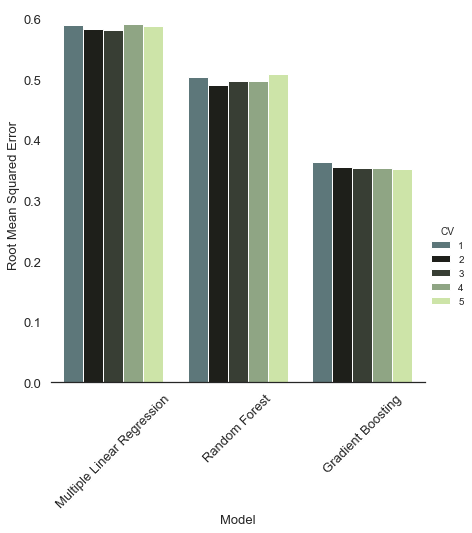 0.6
0.5
0.4
0.3
0.2
0.1
0.0
Root Mean Squared Error
Multiple Linear Regression
Random Forest
Gradient Boosting
Model
CV
1
2
3
4
5